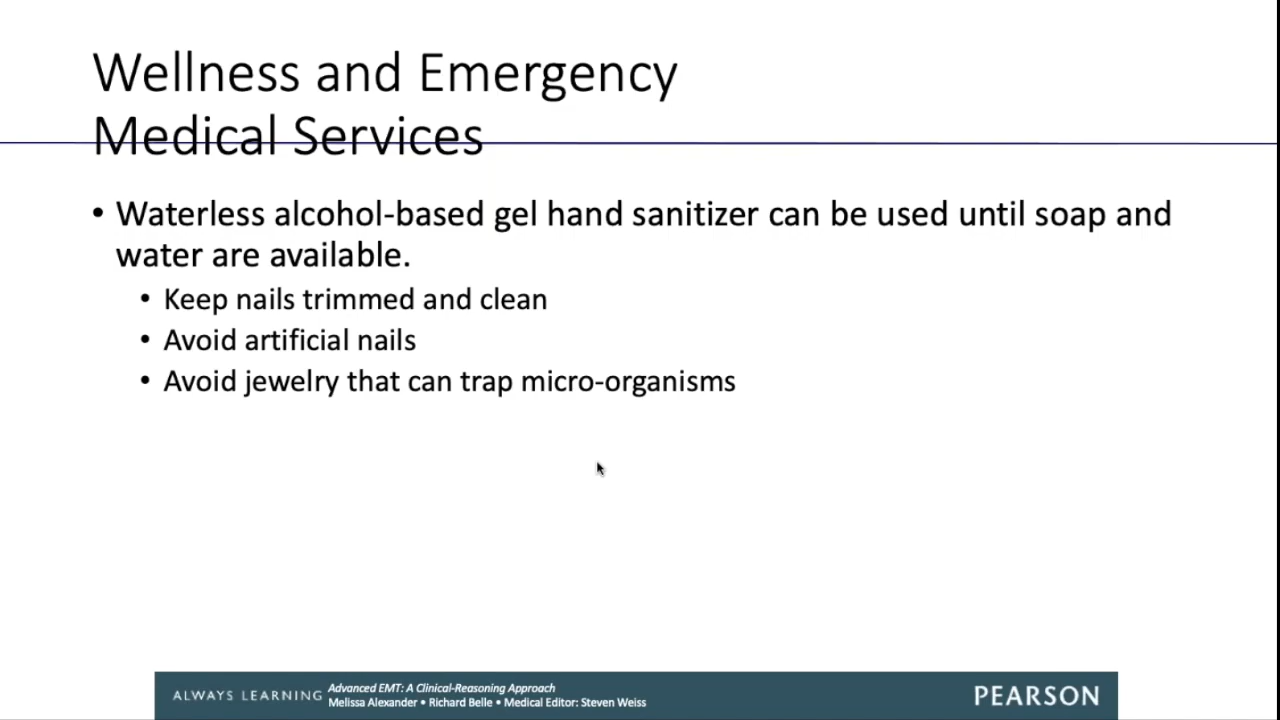 Wellness and Emergency
Medical Services
• Waterless alcohol-based gel hand sanitizer can be used until soap and
water are available.
• Keep nails trimmed and clean
• Avoid artificial nails
• Avoid jewelry that can trap micro-organisms
ALWAYS LEARNING
Advanced EMT: A Clinical-Reasoning Approach
Melissa Alexander • Richard Belle • Medical Editor: Steven Weiss
PEARSON